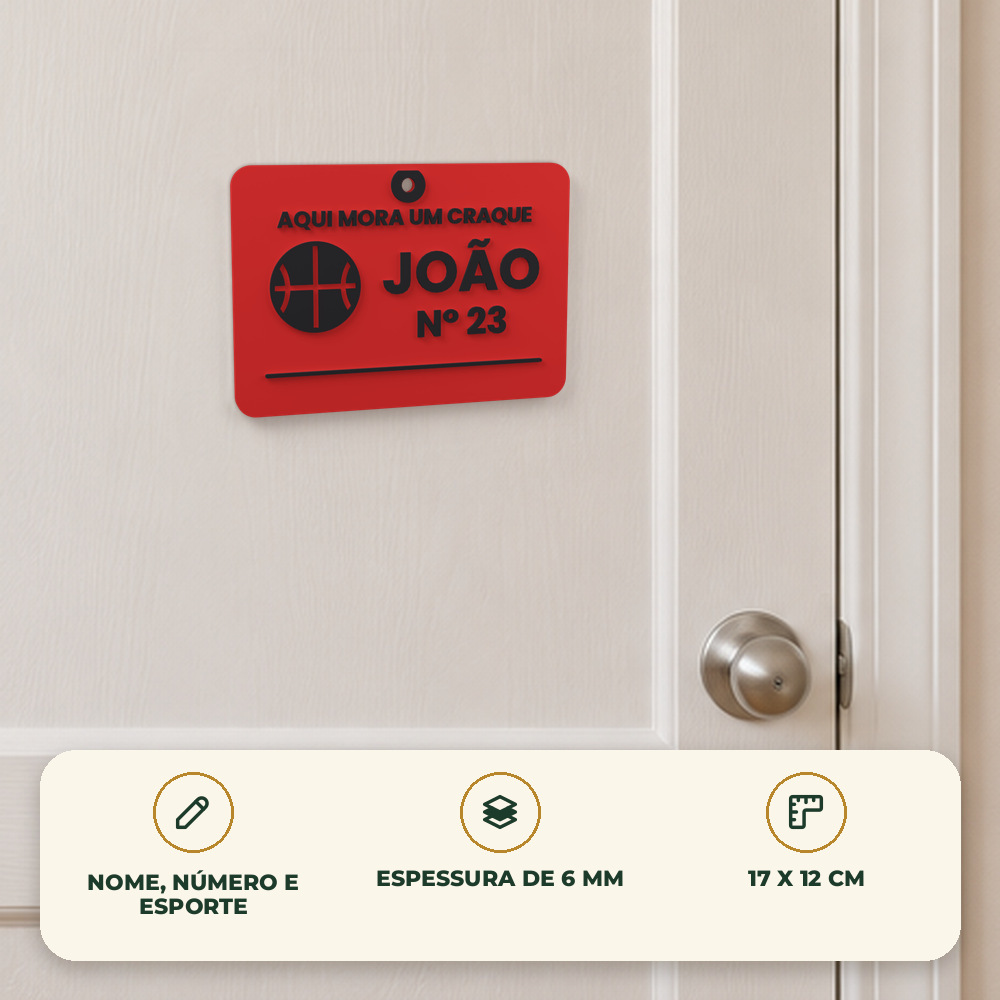 AQUI MORA UM CRAQUE
JOÃO
Nº 23
NOME, NÚMERO E
ESPORTE
ESPESSURA DE 6 MM
17 X 12 CM